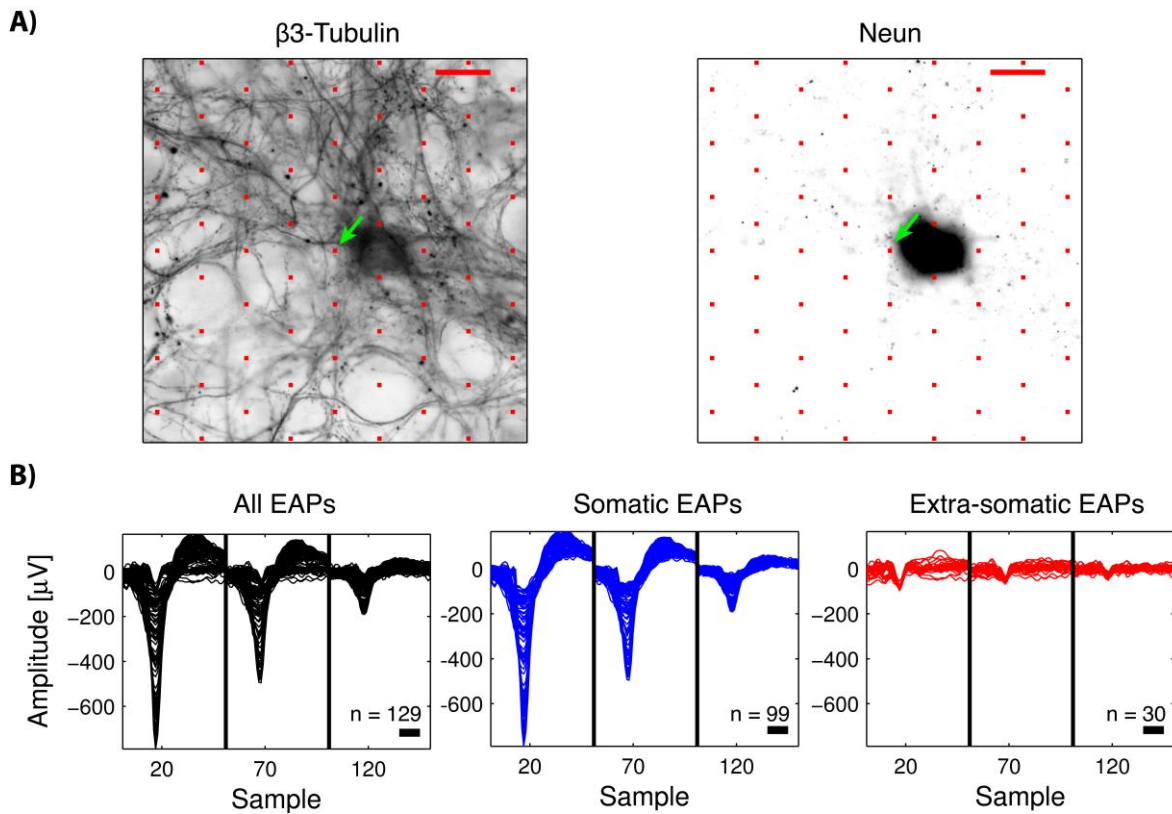 A)
β3-Tubulin
Neun
B)
All EAPs
Somatic EAPs
Extra-somatic EAPs
Amplitude [µV]
0
−200
−400
−600
n = 129
20
70
120
Sample
0
−200
−400
−600
n = 99
20
70
120
Sample
0
−200
−400
−600
n = 30
20
70
120
Sample